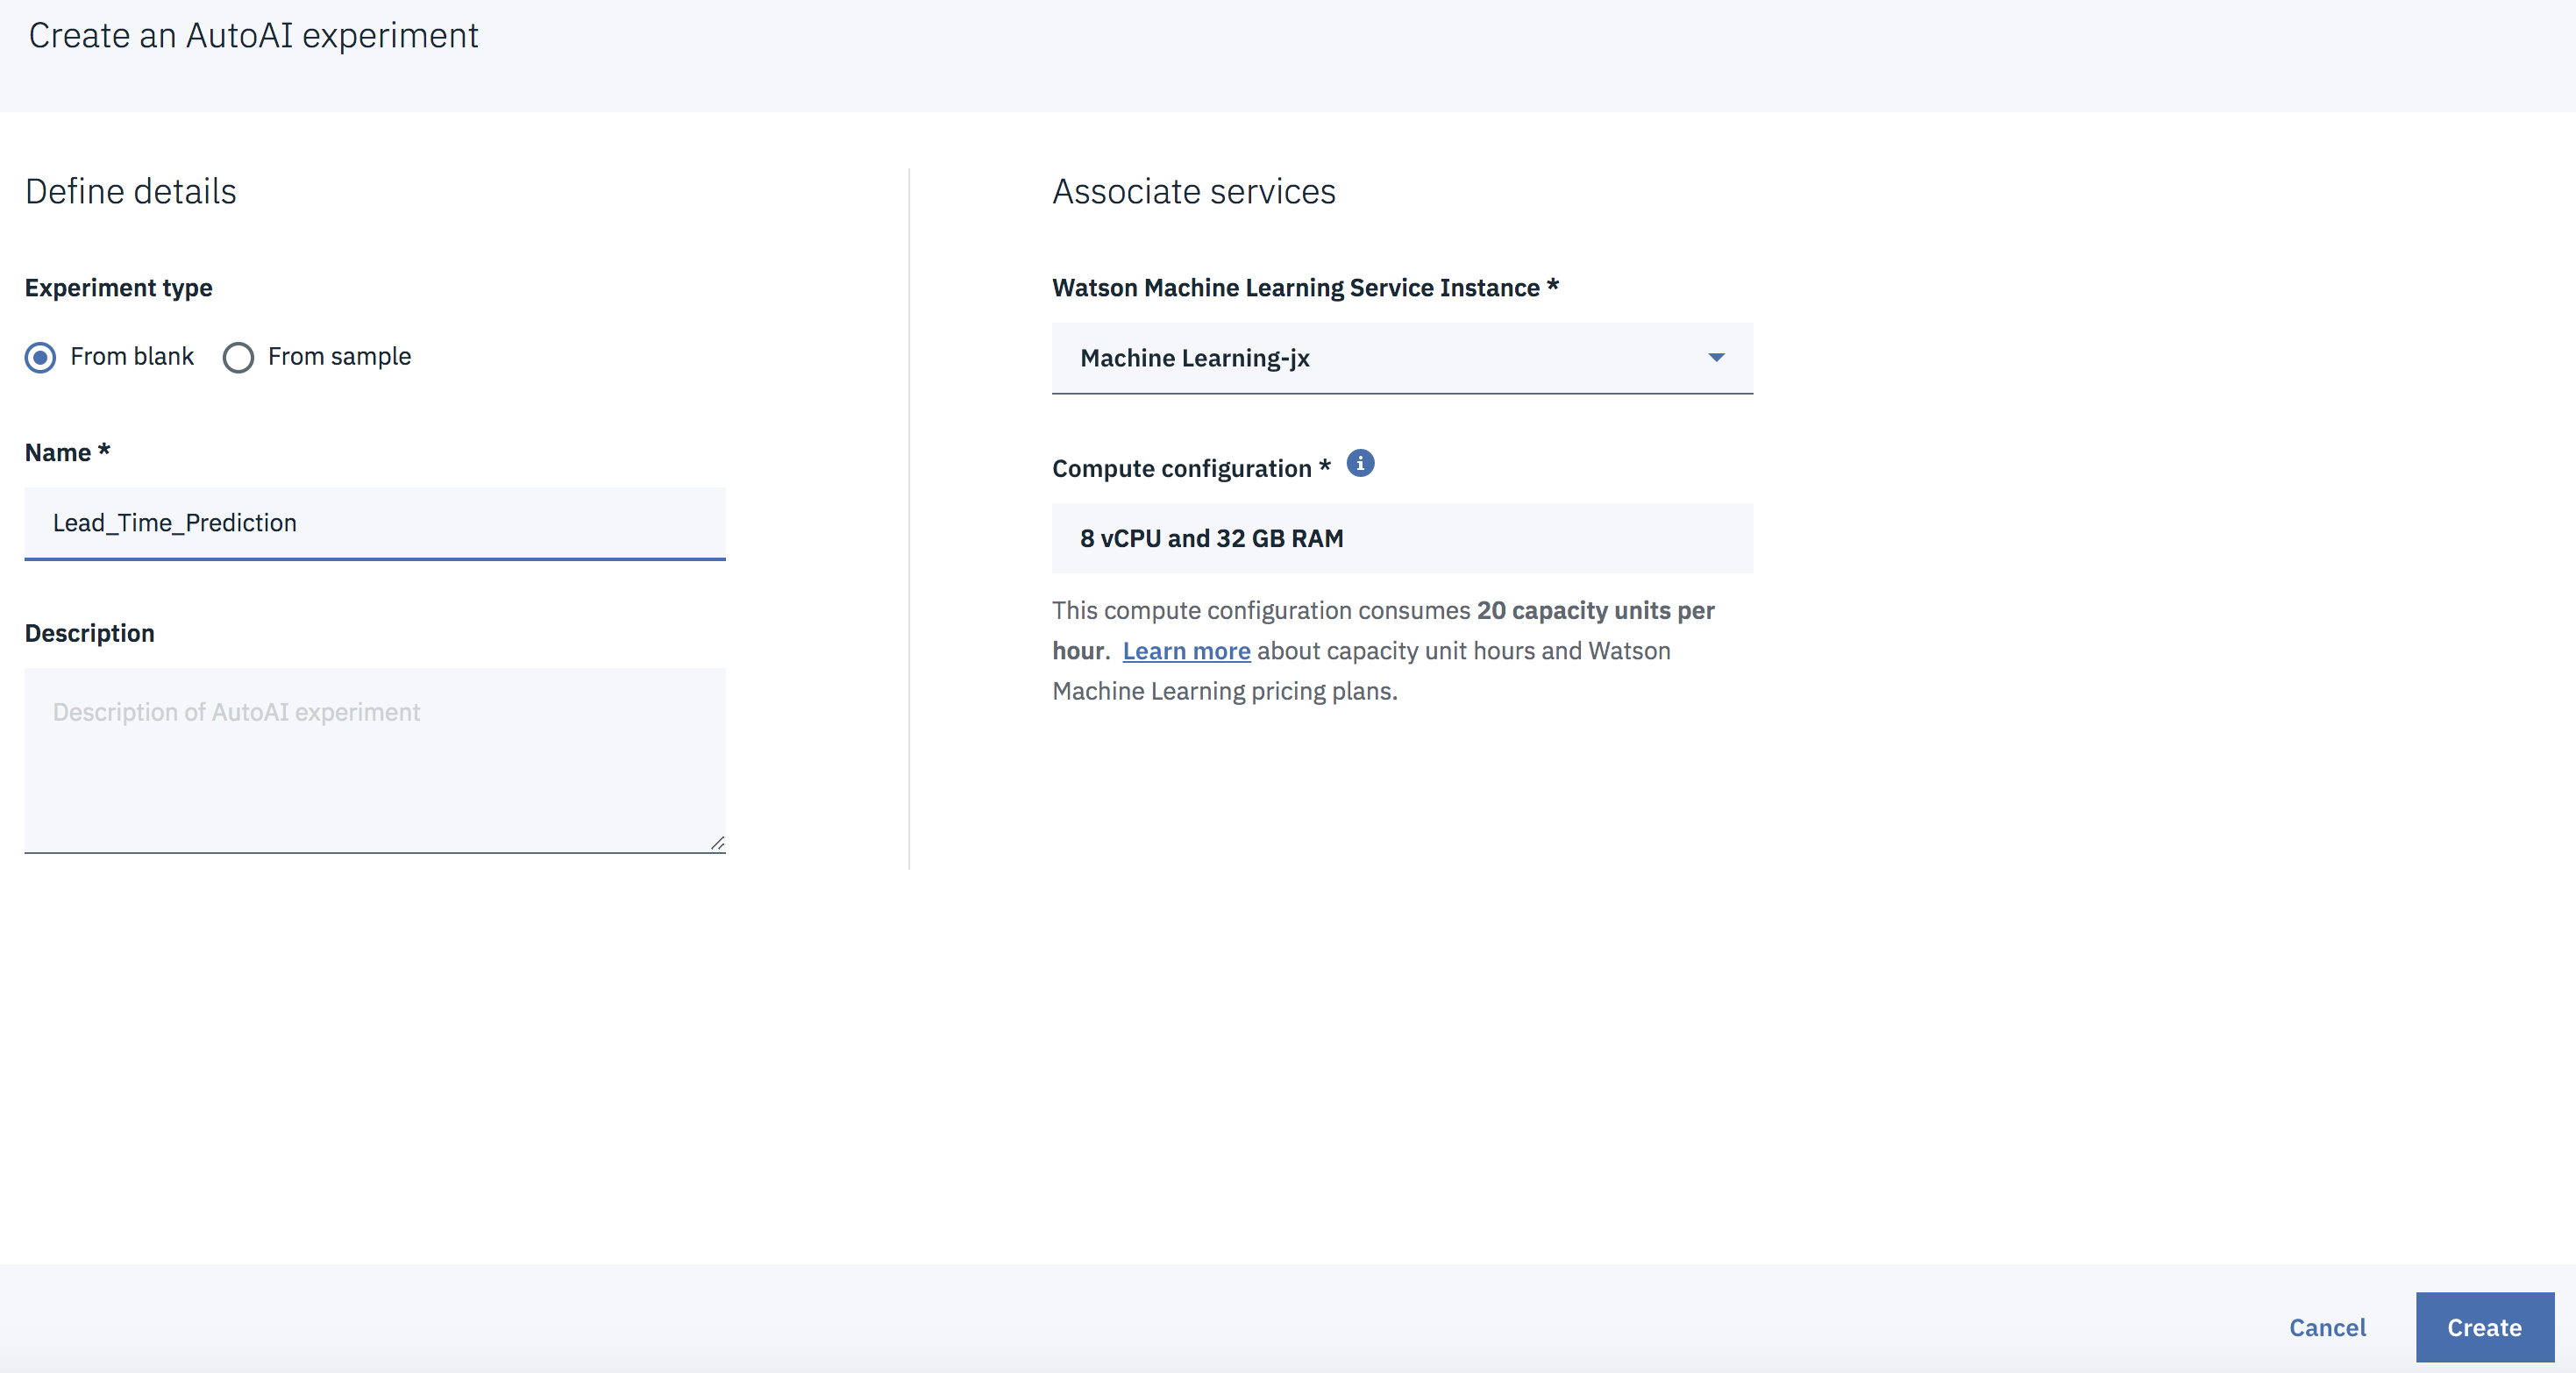 Create an AutoAI experiment
Define details
Experiment type
From blank
From sample
Name *
Lead_Time_Prediction
Description
Description of AutoAI experiment
Associate services
Watson Machine Learning Service Instance *
Machine Learning-jx
Compute configuration *
8 vCPU and 32 GB RAM
This compute configuration consumes 20 capacity units per
hour. Learn more about capacity unit hours and Watson
Machine Learning pricing plans.
Cancel
Create